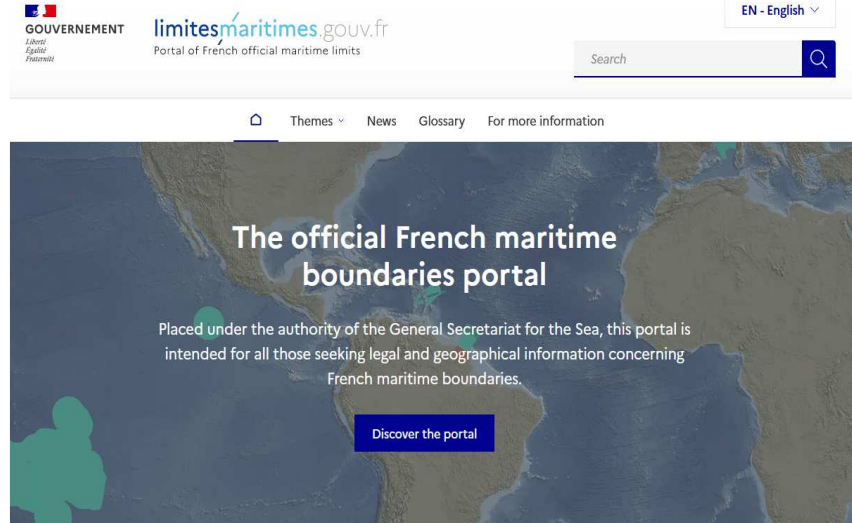 GOUVERNEMENT
Liberté
Égalité
Fraternité
limitesmaritimes.gouv.fr
Portal of French official maritime limits
EN - English
Search
Themes
News
Glossary
For more information
The official French maritime
boundaries portal
Placed under the authority of the General Secretariat for the Sea, this portal is
intended for all those seeking legal and geographical information concerning
French maritime boundaries.
Discover the portal